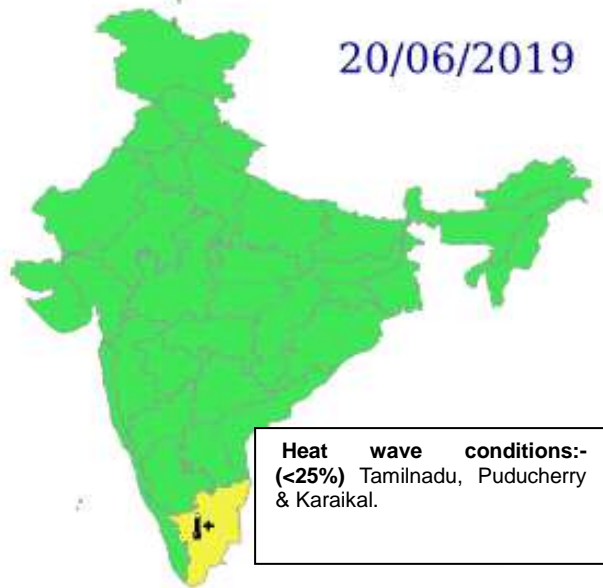 20/06/2019
Heat wave conditions:-
(<25%) Tamilnadu, Puducherry
& Karaikal.